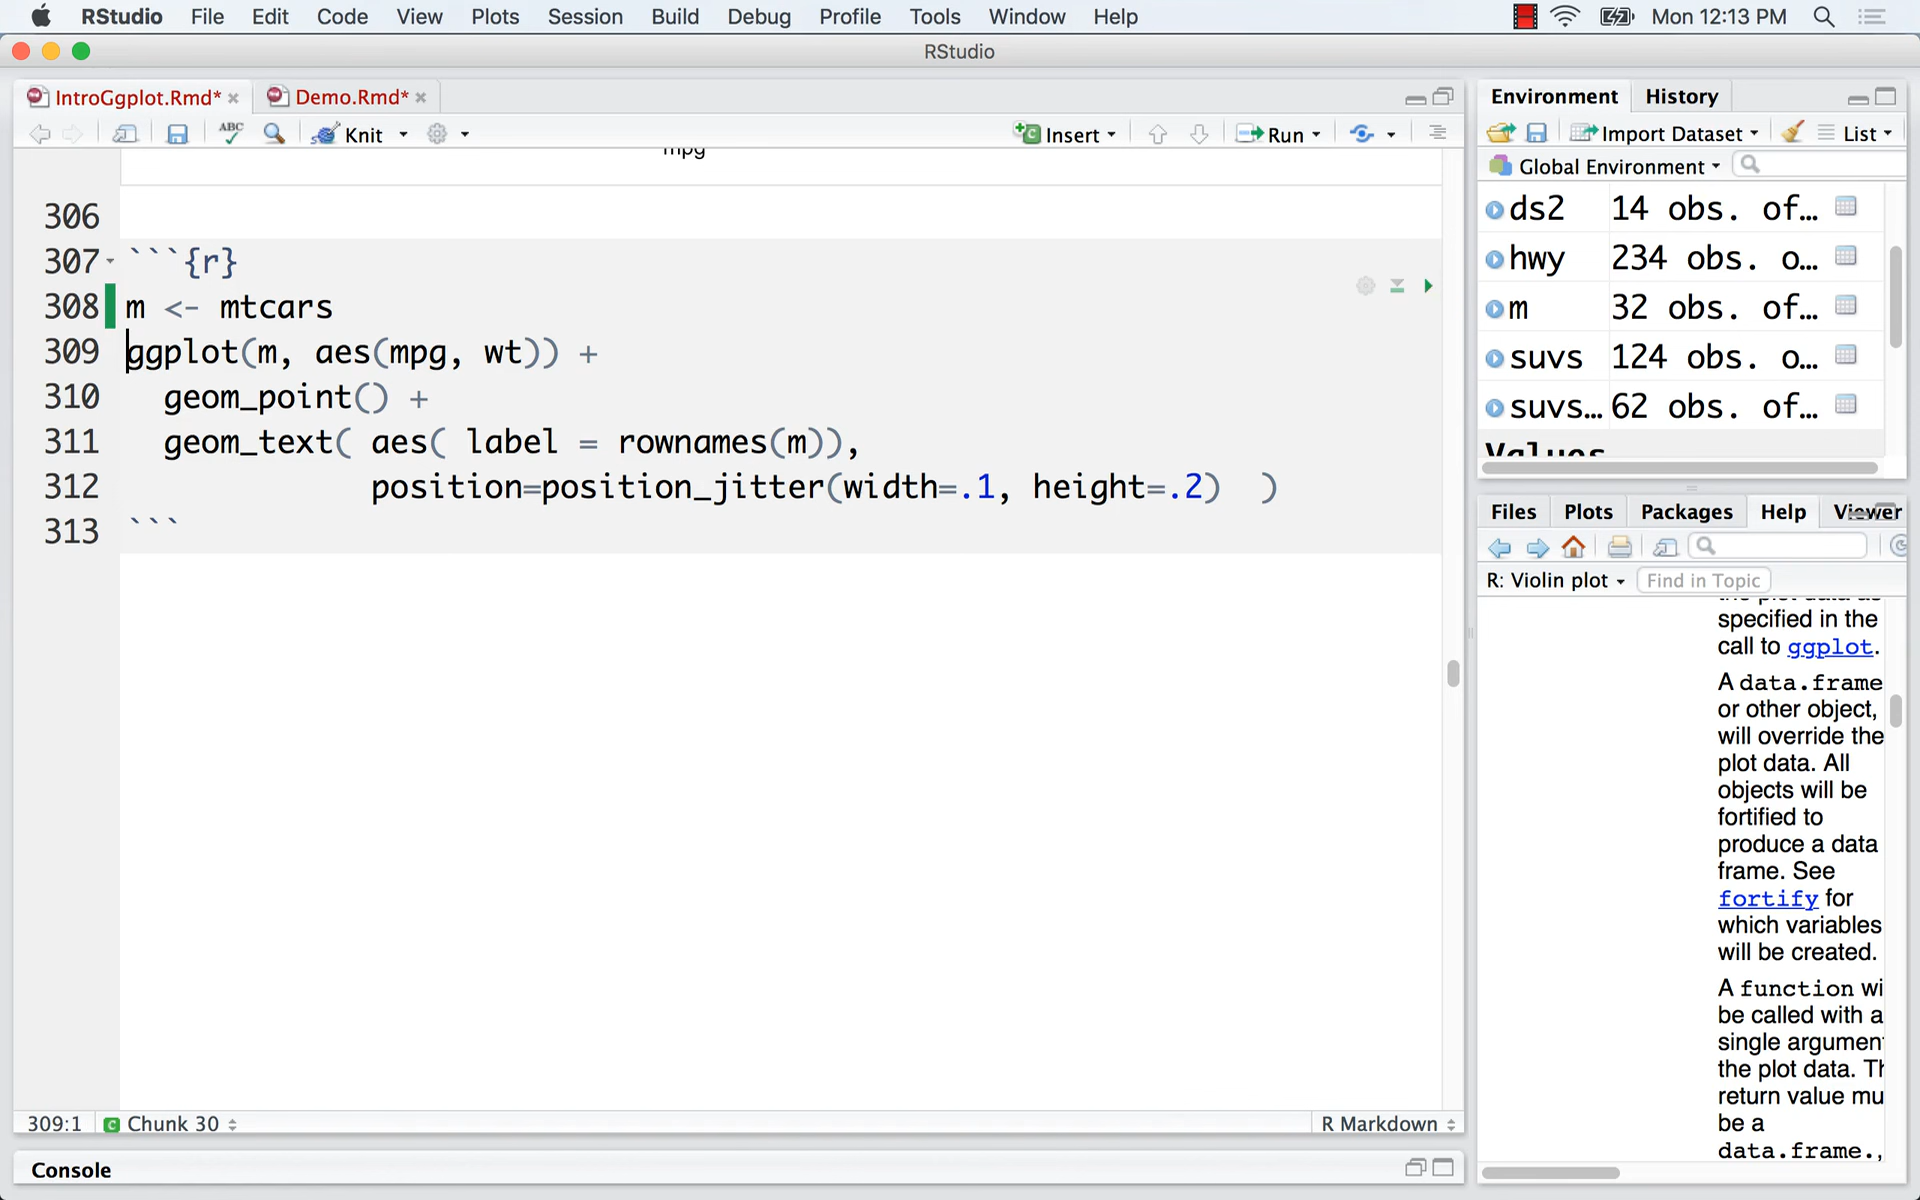 RStudio File Edit Code View Plots Session Build Debug Profile Tools Window Help Mon 12:13 PM
RStudio
IntroGgplot.Rmd* Demo.Rmd*
ABC Knit Insert Run
mpg
306
307 ```{r}
308 m <- mtcars
309 ggplot(m, aes(mpg, wt)) +
310 geom_point() +
311 geom_text( aes( label = rownames(m)),
312 position=position_jitter(width=.1, height=.2) )
313 ```
309:1 Chunk 30 R Markdown
Console
Environment History
Import Dataset List
Global Environment
ds2 14 obs. of…
hwy 234 obs. o…
m 32 obs. of…
suvs 124 obs. o…
suvs… 62 obs. of…
Values
Files Plots Packages Help Viewer
R: Violin plot Find in Topic
the plot data as
specified in the
call to ggplot.
A data.frame
or other object,
will override the
plot data. All
objects will be
fortified to
produce a data
frame. See
fortify for
which variables
will be created.
A function wi
be called with a
single argument
the plot data. Th
return value mu
be a
data.frame.,